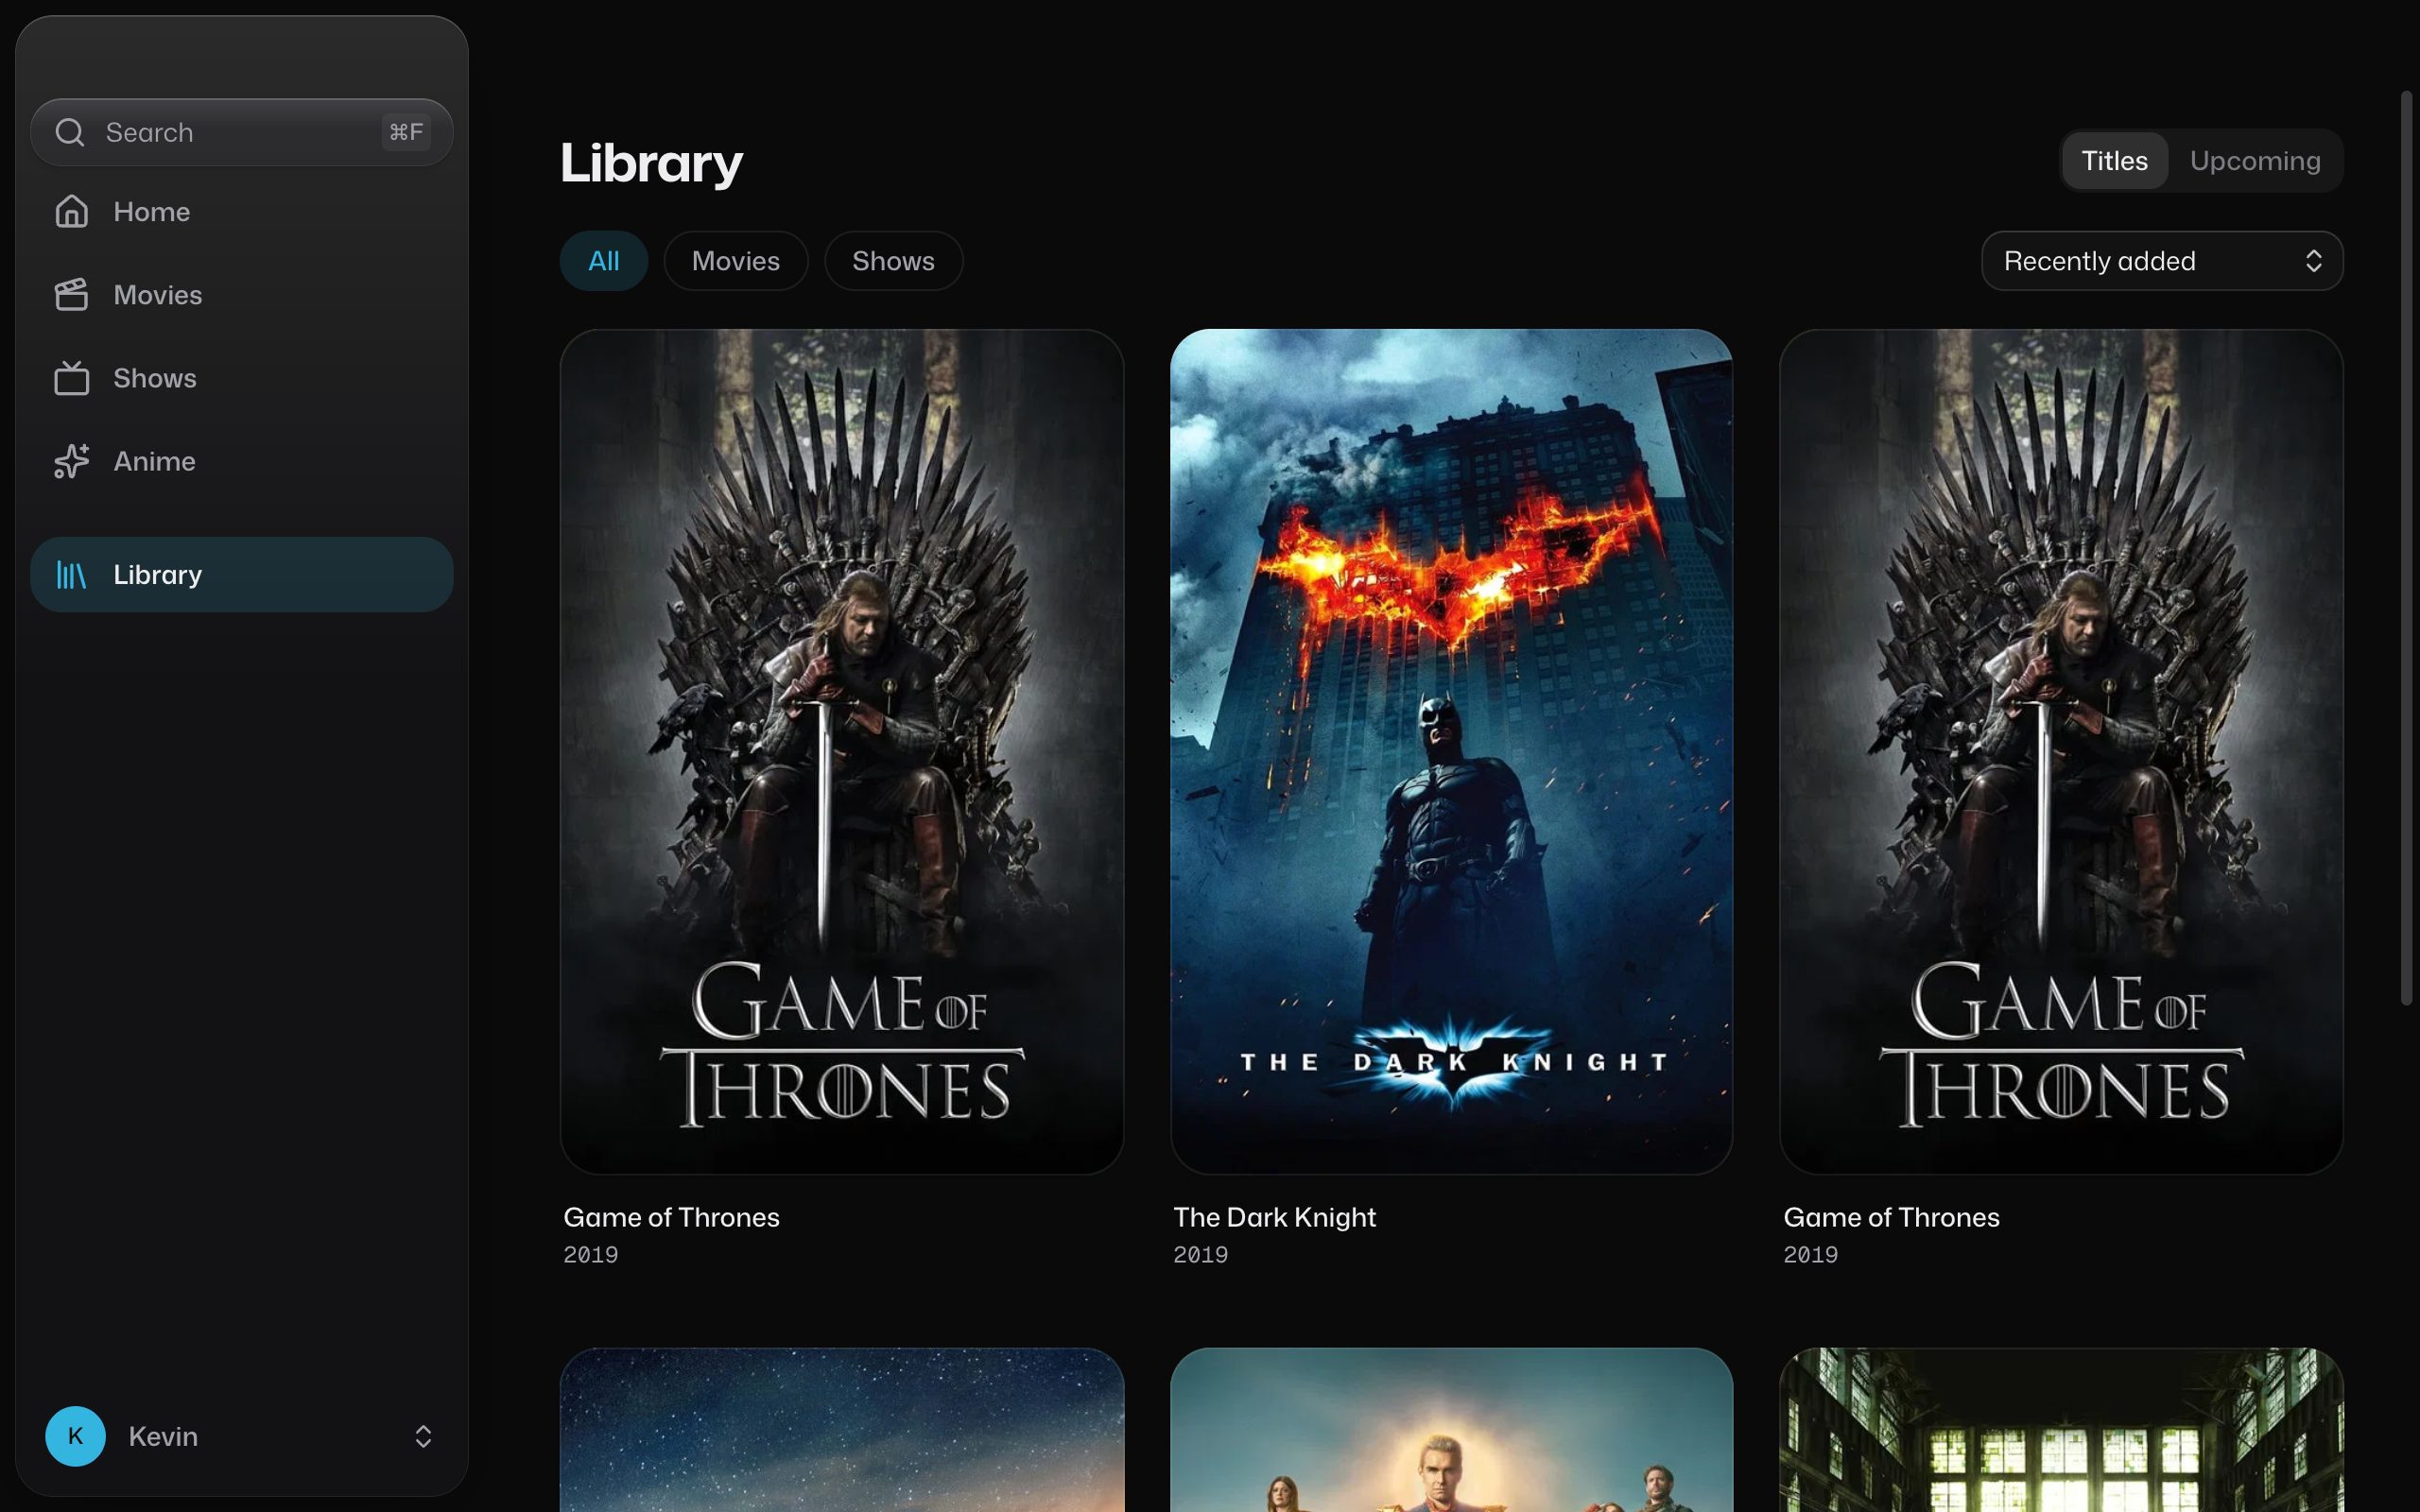 Search ⌘F
Home
Movies
Shows
Anime
Library
K Kevin
Library
Titles Upcoming
All Movies Shows
Recently added
GAME OF
THRONES
THE DARK KNIGHT
GAME OF
THRONES
Game of Thrones
2019
The Dark Knight
2019
Game of Thrones
2019